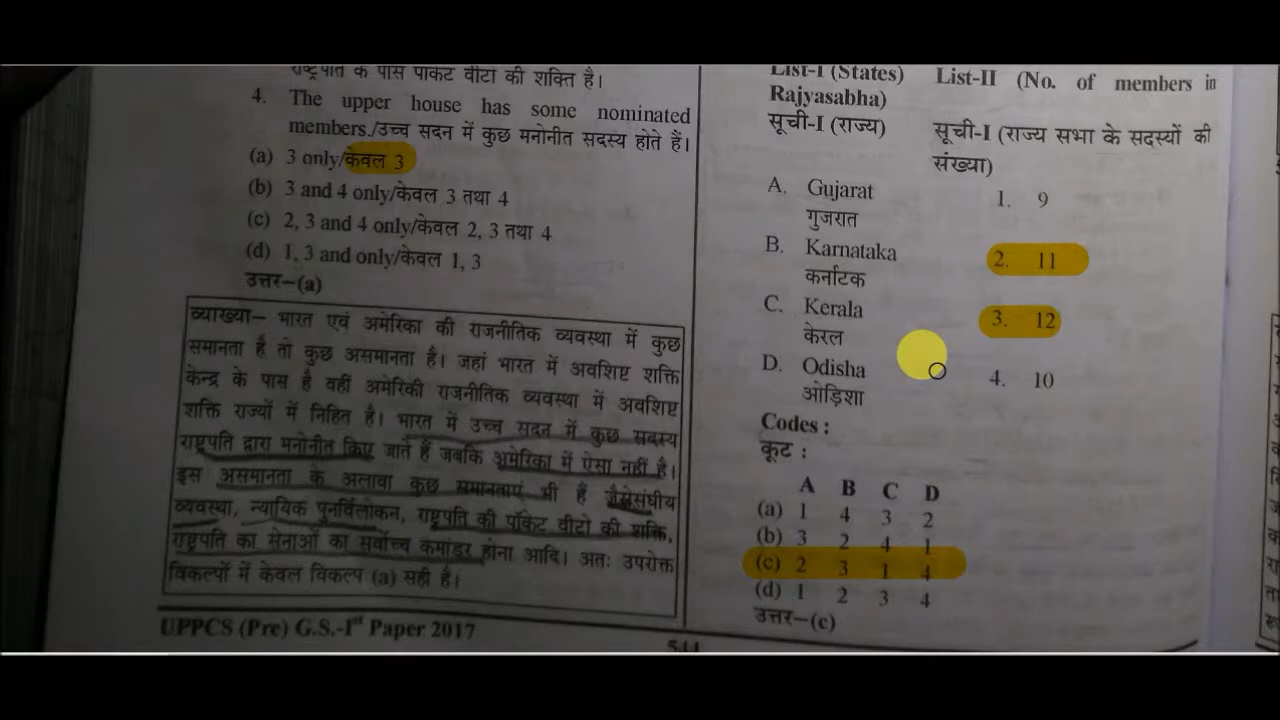 राष्ट्रपति के पास पाकेट वीटो की शक्ति है।
4. The upper house has some nominated
members./उच्च सदन में कुछ मनोनीत सदस्य होते हैं।
(a) 3 only/केवल 3
(b) 3 and 4 only/केवल 3 तथा 4
(c) 2, 3 and 4 only/केवल 2, 3 तथा 4
(d) 1, 3 and only/केवल 1, 3
उत्तर–(a)
व्याख्या– भारत एवं अमेरिका की राजनीतिक व्यवस्था में कुछ
समानता है तो कुछ असमानता है। जहां भारत में अवशिष्ट शक्ति
केन्द्र के पास है वहीं अमेरिकी राजनीतिक व्यवस्था में अवशिष्ट
शक्ति राज्यों में निहित है। भारत में उच्च सदन में कुछ सदस्य
राष्ट्रपति द्वारा मनोनीत किए जाते हैं जबकि अमेरिका में ऐसा नहीं है।
इस असमानता के अलावा कुछ समानताएं भी हैं जैसेसंघीय
व्यवस्था, न्यायिक पुनर्विलोकन, राष्ट्रपति की पॉकेट वीटो की शक्ति,
राष्ट्रपति का सेनाओं का सर्वोच्च कमांडर होना आदि। अतः उपरोक्त
विकल्पों में केवल विकल्प (a) सही है।
UPPCS (Pre) G.S.-Ist Paper 2017
List-I (States) List-II (No. of members in
Rajyasabha)
सूची-I (राज्य) सूची-I (राज्य सभा के सदस्यों की
संख्या)
A. Gujarat 1. 9
गुजरात
B. Karnataka 2. 11
कर्नाटक
C. Kerala 3. 12
केरल
D. Odisha 4. 10
ओड़िशा
Codes :
कूट :
A B C D
(a) 1 4 3 2
(b) 3 2 4 1
(c) 2 3 1 4
(d) 1 2 3 4
उत्तर–(c)